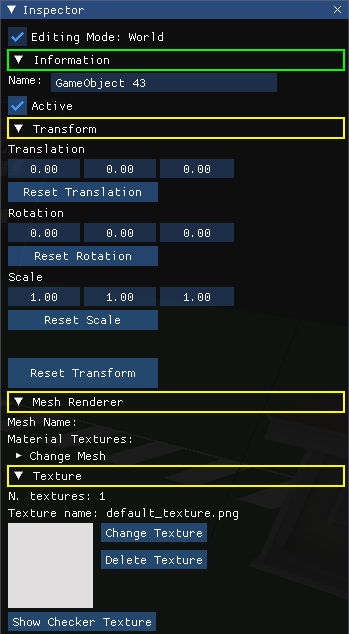 Inspector
Editing Mode: World
Information
Name: GameObject 43
Active
Transform
Translation
0.00 0.00 0.00
Reset Translation
Rotation
0.00 0.00 0.00
Reset Rotation
Scale
1.00 1.00 1.00
Reset Scale
Reset Transform
Mesh Renderer
Mesh Name:
Material Textures:
Change Mesh
Texture
N. textures: 1
Texture name: default_texture.png
Change Texture
Delete Texture
Show Checker Texture